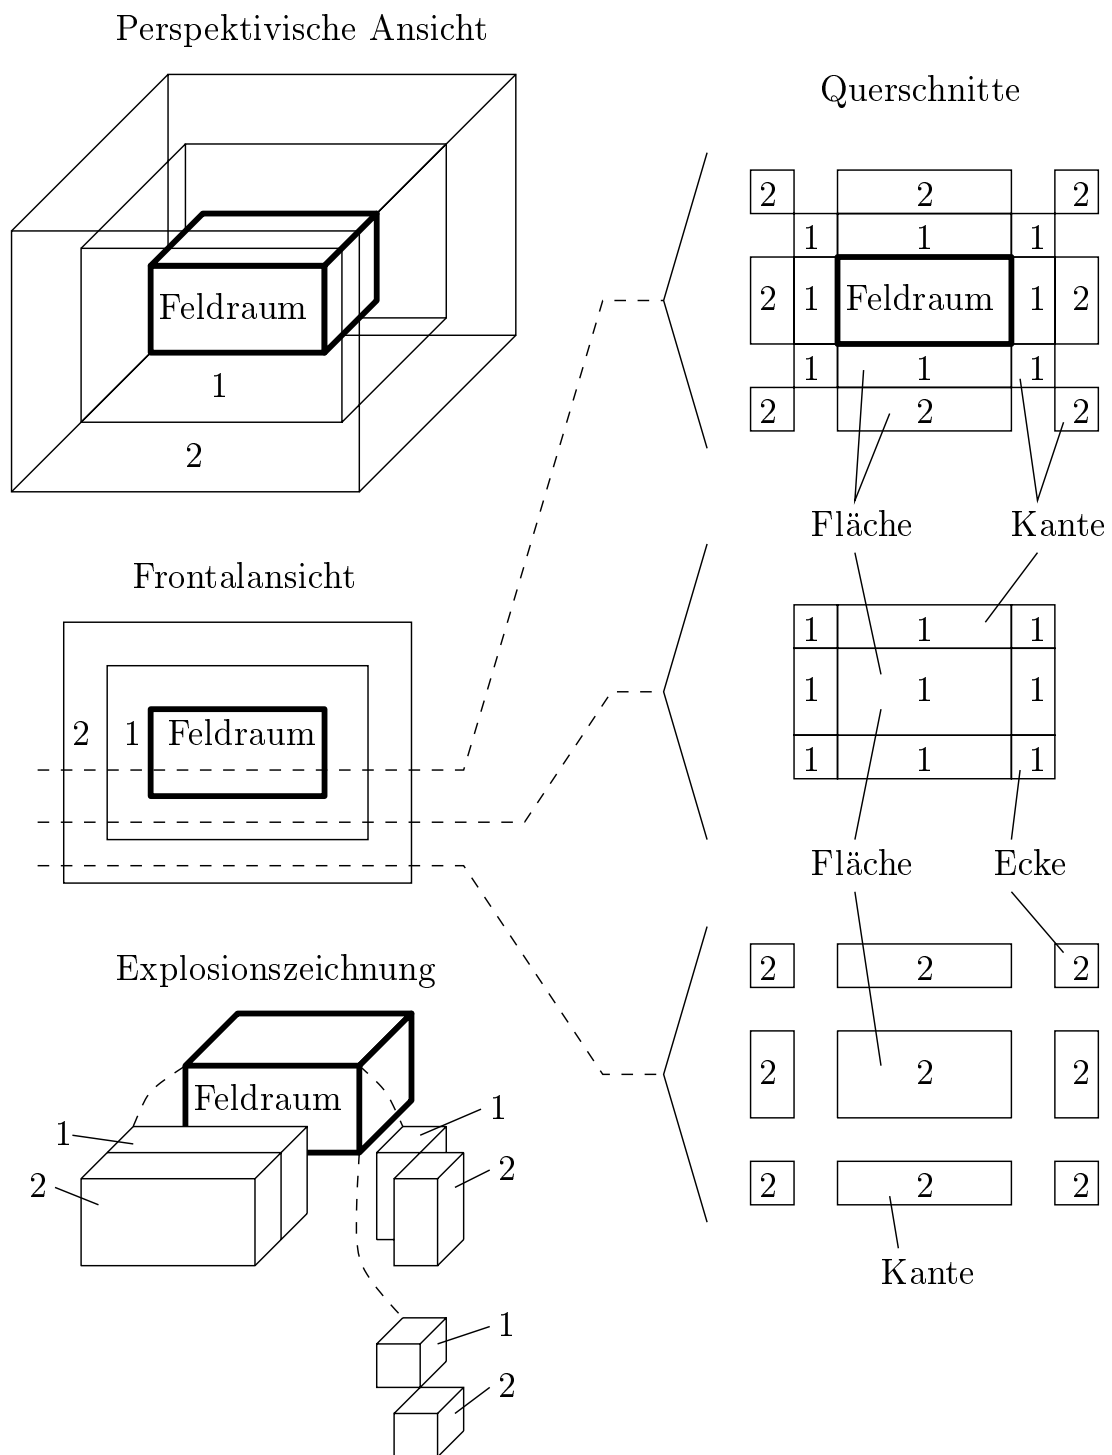 Perspektivische Ansicht
Feldraum
1
2
Frontalansicht
2 1 Feldraum
Explosionszeichnung
Feldraum
1
1
2
2
1
2
Querschnitte
2 2 2
1 1 1
2 1 Feldraum 1 2
1 1 1
2 2 2
Fläche Kante
1 1 1
1 1 1
1 1 1
Fläche Ecke
2 2 2
2 2 2
2 2 2
Kante